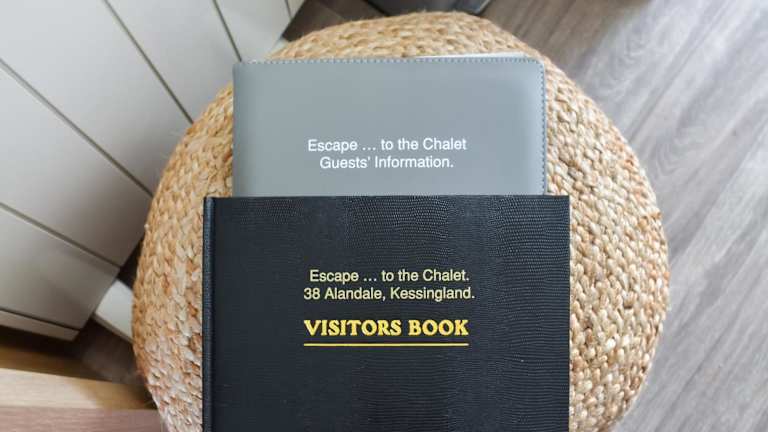 Escape ... to the Chalet
Guests' Information.
Escape ... to the Chalet.
38 Alandale, Kessingland.
VISITORS BOOK